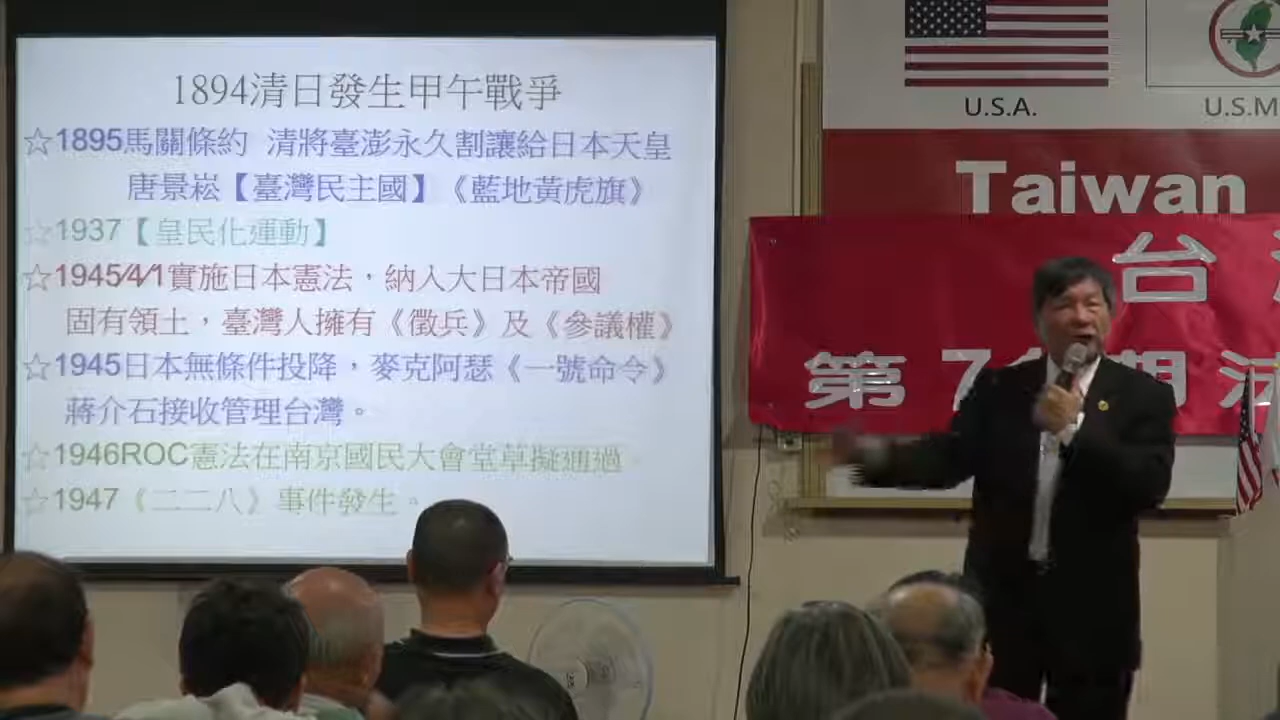 1894清日發生甲午戰爭
☆1895馬關條約 清將臺澎永久割讓給日本天皇
唐景崧【臺灣民主國】《藍地黃虎旗》
☆1937【皇民化運動】
☆1945/4/1實施日本憲法，納入大日本帝國
固有領土，臺灣人擁有《徵兵》及《參議權》
☆1945日本無條件投降，麥克阿瑟《一號命令》
蔣介石接收管理台灣。
☆1946ROC憲法在南京國民大會堂草擬通過
☆1947《二二八》事件發生。
U.S.A.
U.S.M
Taiwan
台
第 7 期